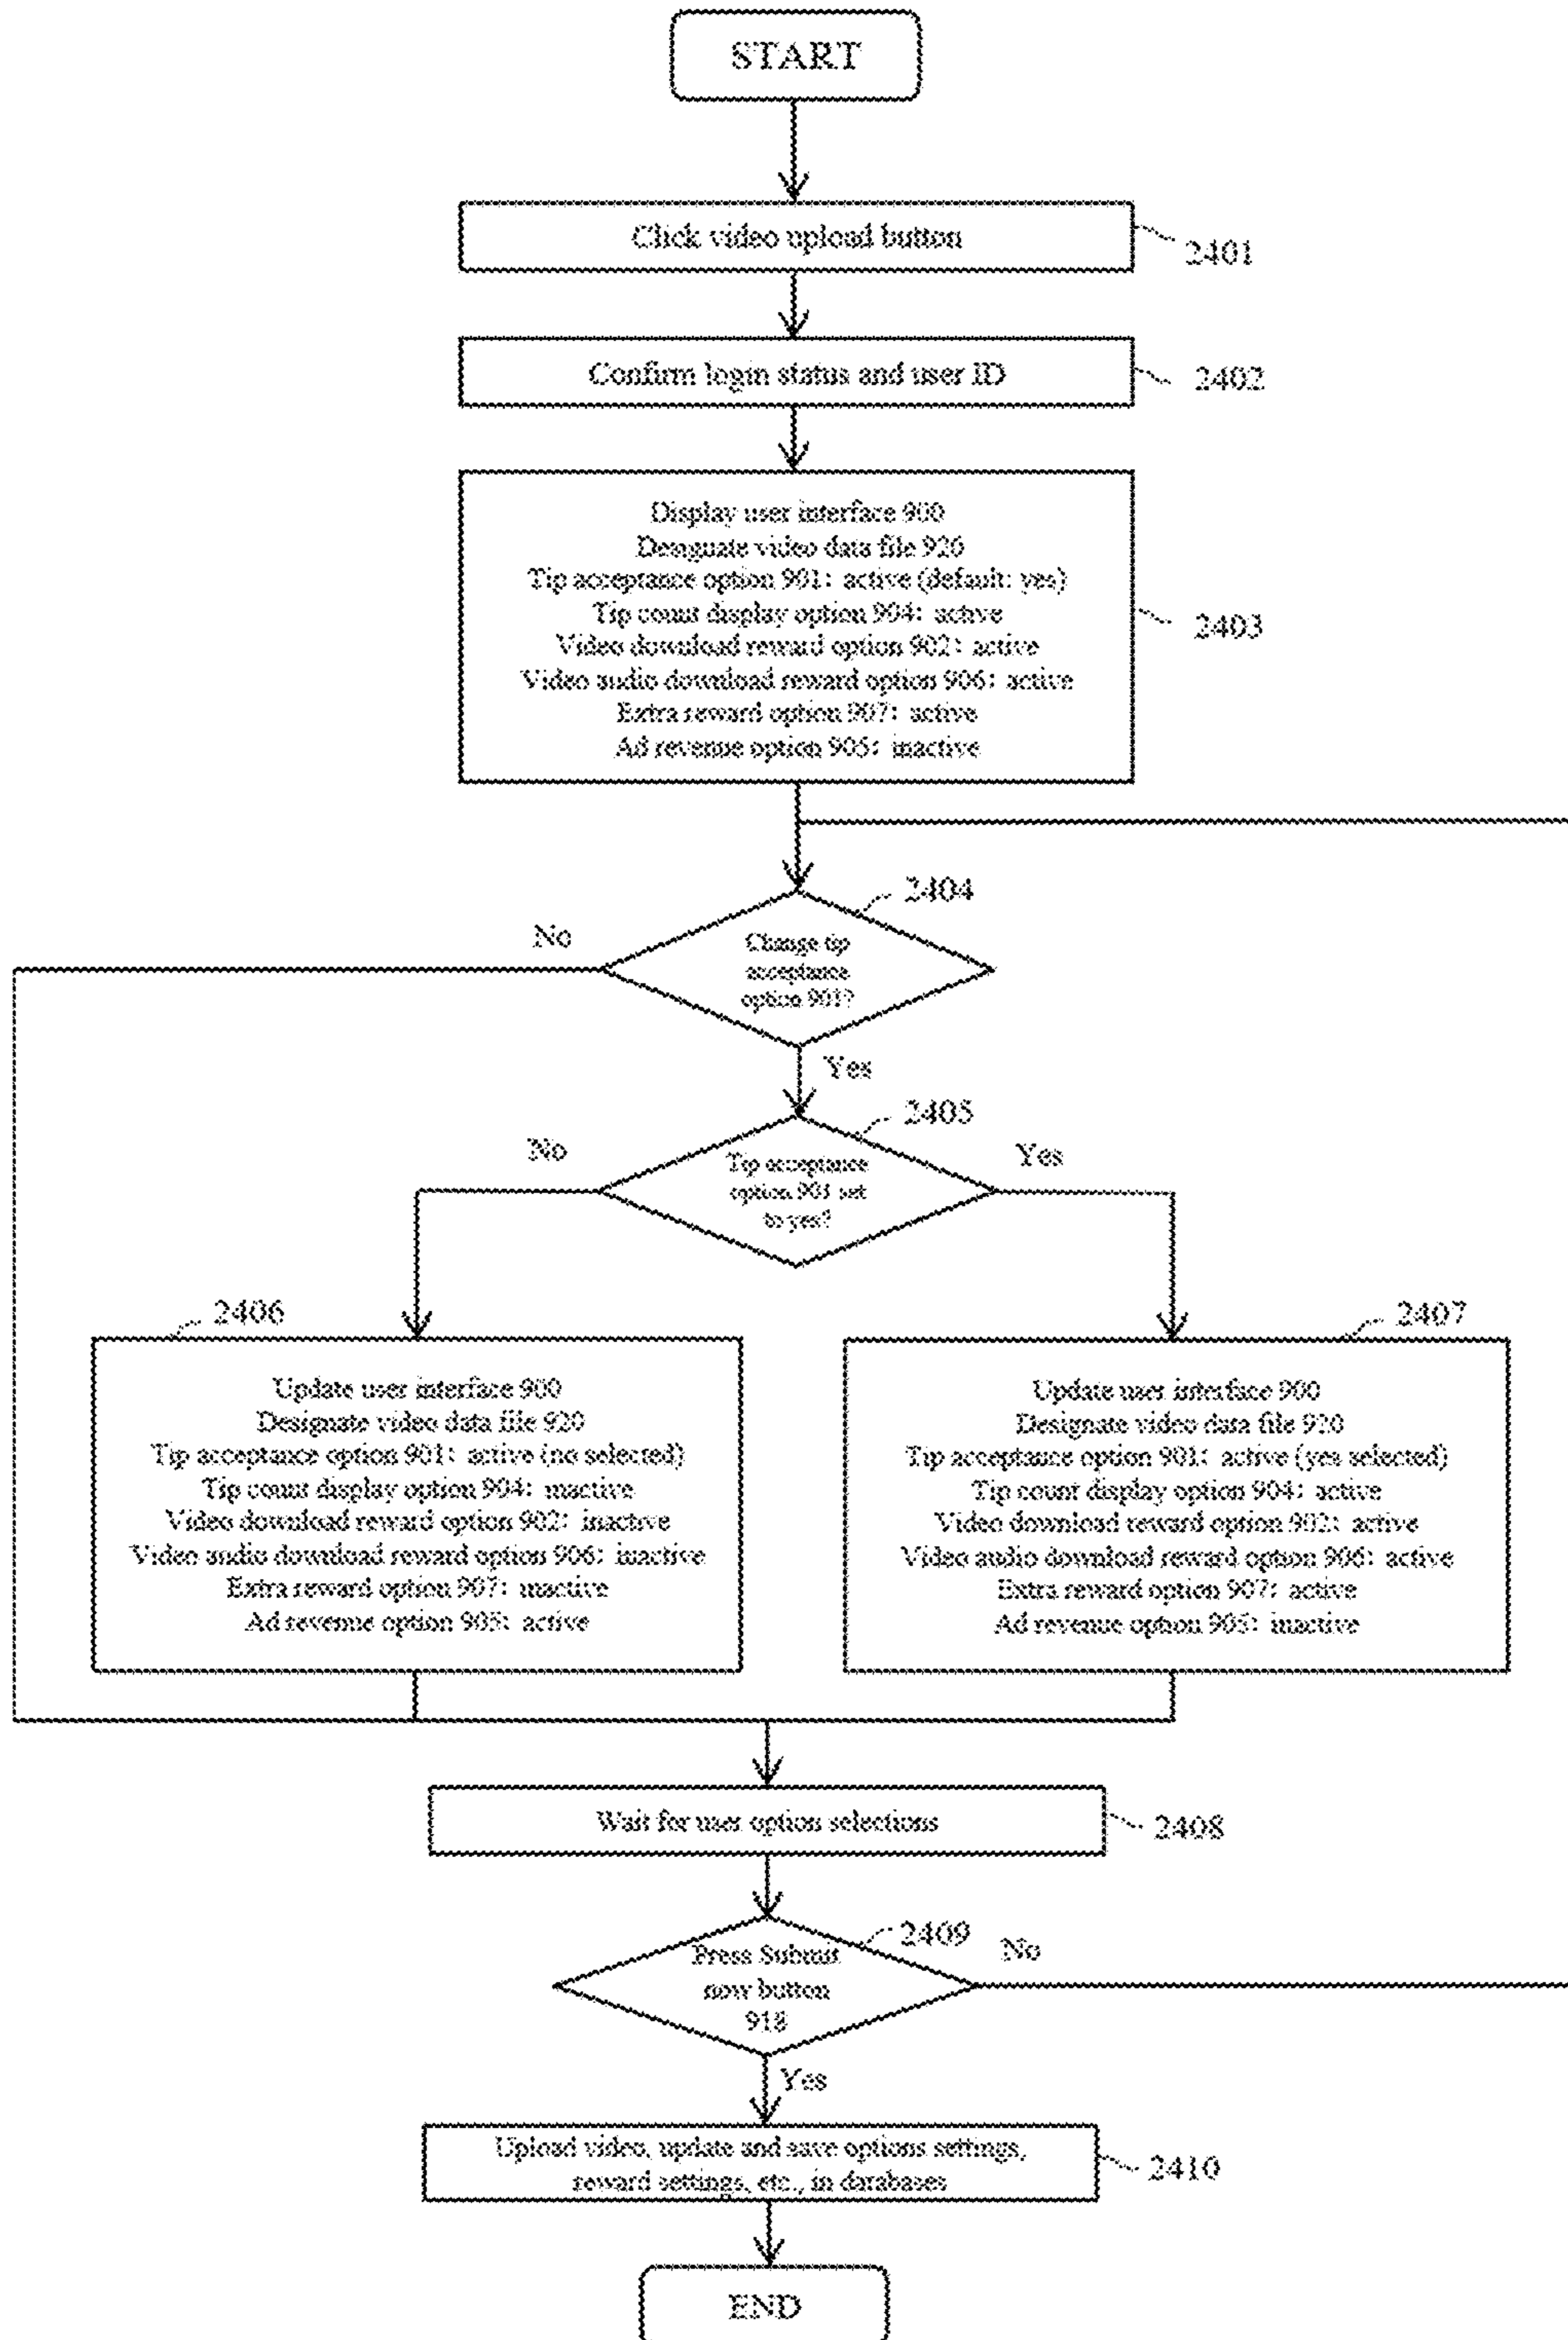 START
Click video upload button
2401
Confirm login status and user ID
2402
Display user interface 900
Designate video data file 920
Tip acceptance option 901: active (default: yes)
Tip count display option 904: active
Video download reward option 902: active
Video audio download reward option 906: active
Extra reward option 907: active
Ad revenue option 905: inactive
2403
2404
No
Change tip
acceptance
option 901?
Yes
2405
No
Yes
Tip acceptance
option 901 set
to yes?
2406
2407
Update user interface 900
Designate video data file 920
Tip acceptance option 901: active (no selected)
Tip count display option 904: inactive
Video download reward option 902: inactive
Video audio download reward option 906: inactive
Extra reward option 907: inactive
Ad revenue option 905: active
Update user interface 900
Designate video data file 920
Tip acceptance option 901: active (yes selected)
Tip count display option 904: active
Video download reward option 902: active
Video audio download reward option 906: active
Extra reward option 907: active
Ad revenue option 905: inactive
Wait for user option selections
2408
2409
No
Press Submit
now button
918
Yes
Upload video, update and save options settings,
reward settings, etc., in databases
2410
END